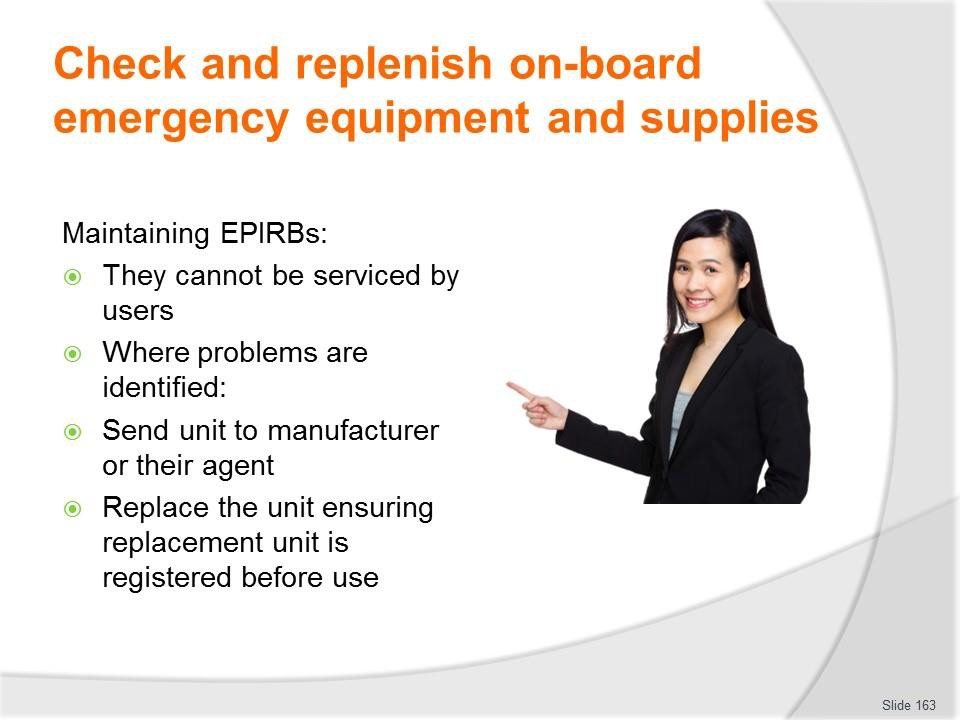 Check and replenish on-board
emergency equipment and supplies
Maintaining EPIRBs:
They cannot be serviced by
users
Where problems are
identified:
Send unit to manufacturer
or their agent
Replace the unit ensuring
replacement unit is
registered before use
Slide 163